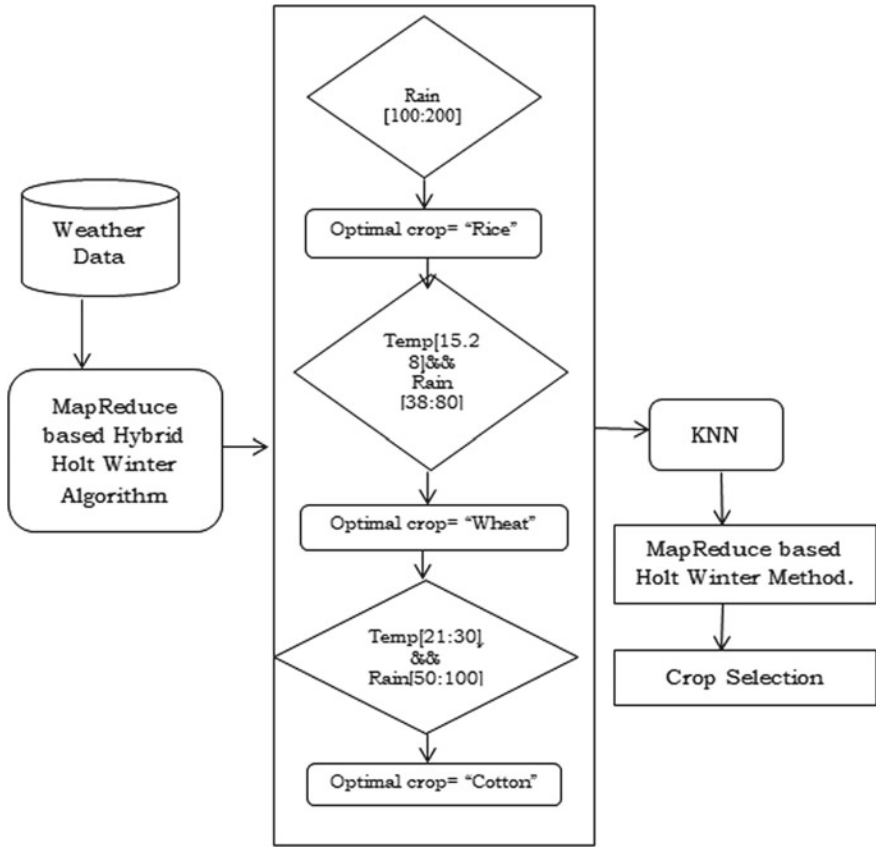 Weather
Data
MapReduce
based Hybrid
Holt Winter
Algorithm
Rain
[100:200]
Optimal crop= “Rice”
Temp[15.2
8]&&
Rain
[38:80]
Optimal crop= “Wheat”
Temp[21:30]
&&
Rain[50:100]
Optimal crop= “Cotton”
KNN
MapReduce based
Holt Winter Method.
Crop Selection